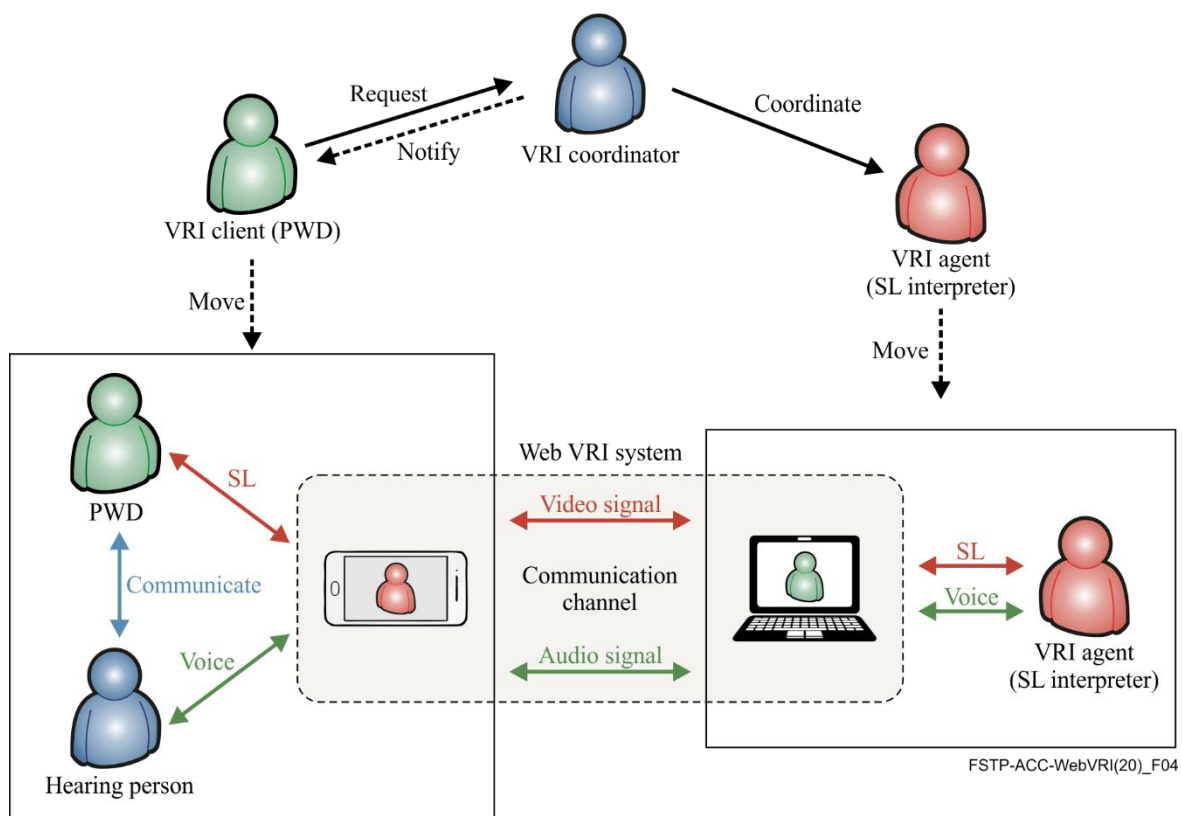 Request
Notify
VRI coordinator
Coordinate
VRI client (PWD)
VRI agent
(SL interpreter)
Move
Move
Web VRI system
PWD
SL
Video signal
Communication
channel
Audio signal
Communicate
Voice
Hearing person
SL
Voice
VRI agent
(SL interpreter)
FSTP-ACC-WebVRI(20)_F04